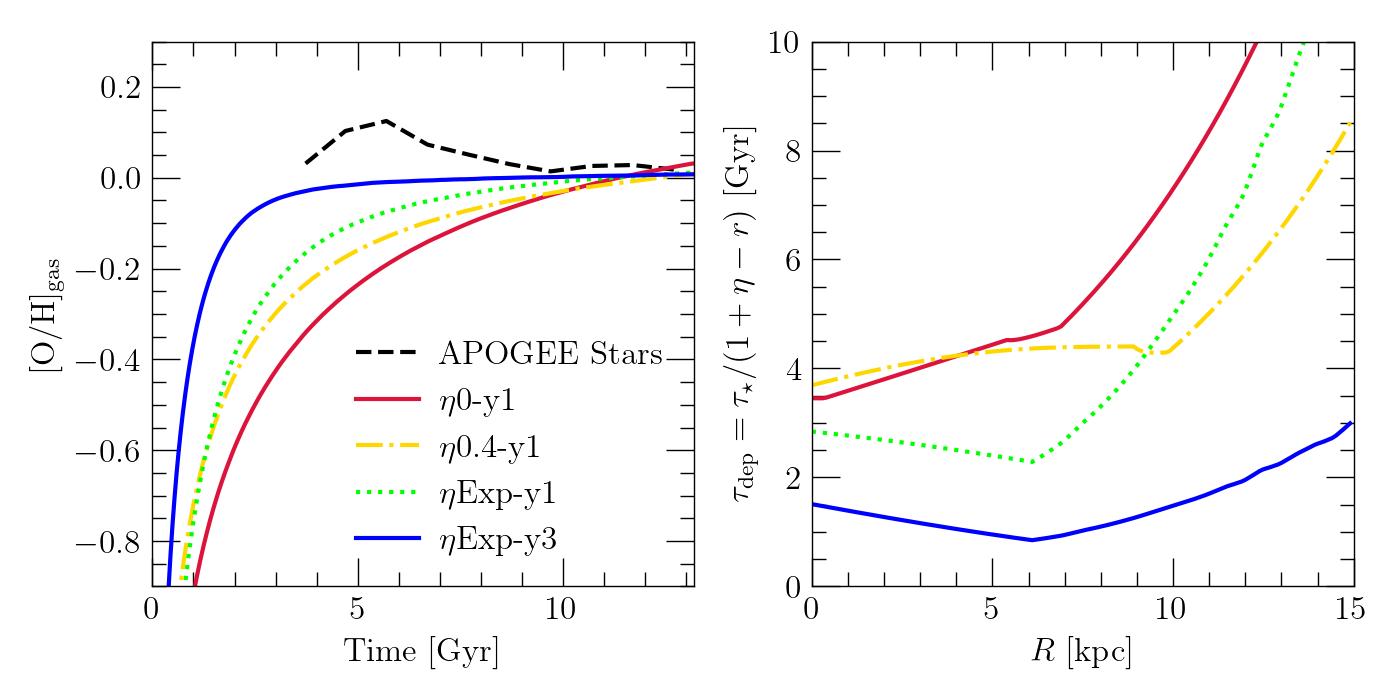 0.2
0.0
−0.2
−0.4
−0.6
−0.8
[O/H]gas
0 5 10
Time [Gyr]
APOGEE Stars
η0-y1
η0.4-y1
ηExp-y1
ηExp-y3
10
8
6
4
2
0
τdep = τ⋆/(1 + η − r) [Gyr]
0 5 10 15
R [kpc]